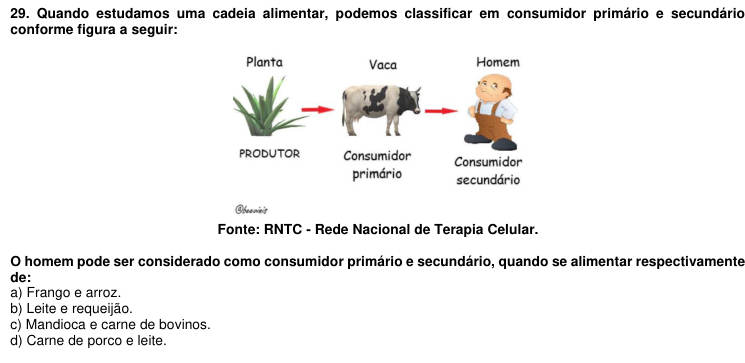 29. Quando estudamos uma cadeia alimentar, podemos classificar em consumidor primário e secundário
conforme figura a seguir:
Planta
Vaca
Homem
PRODUTOR
Consumidor
primário
Consumidor
secundário
Fonte: RNTC - Rede Nacional de Terapia Celular.
O homem pode ser considerado como consumidor primário e secundário, quando se alimentar respectivamente
de:
a) Frango e arroz.
b) Leite e requeijão.
c) Mandioca e carne de bovinos.
d) Carne de porco e leite.